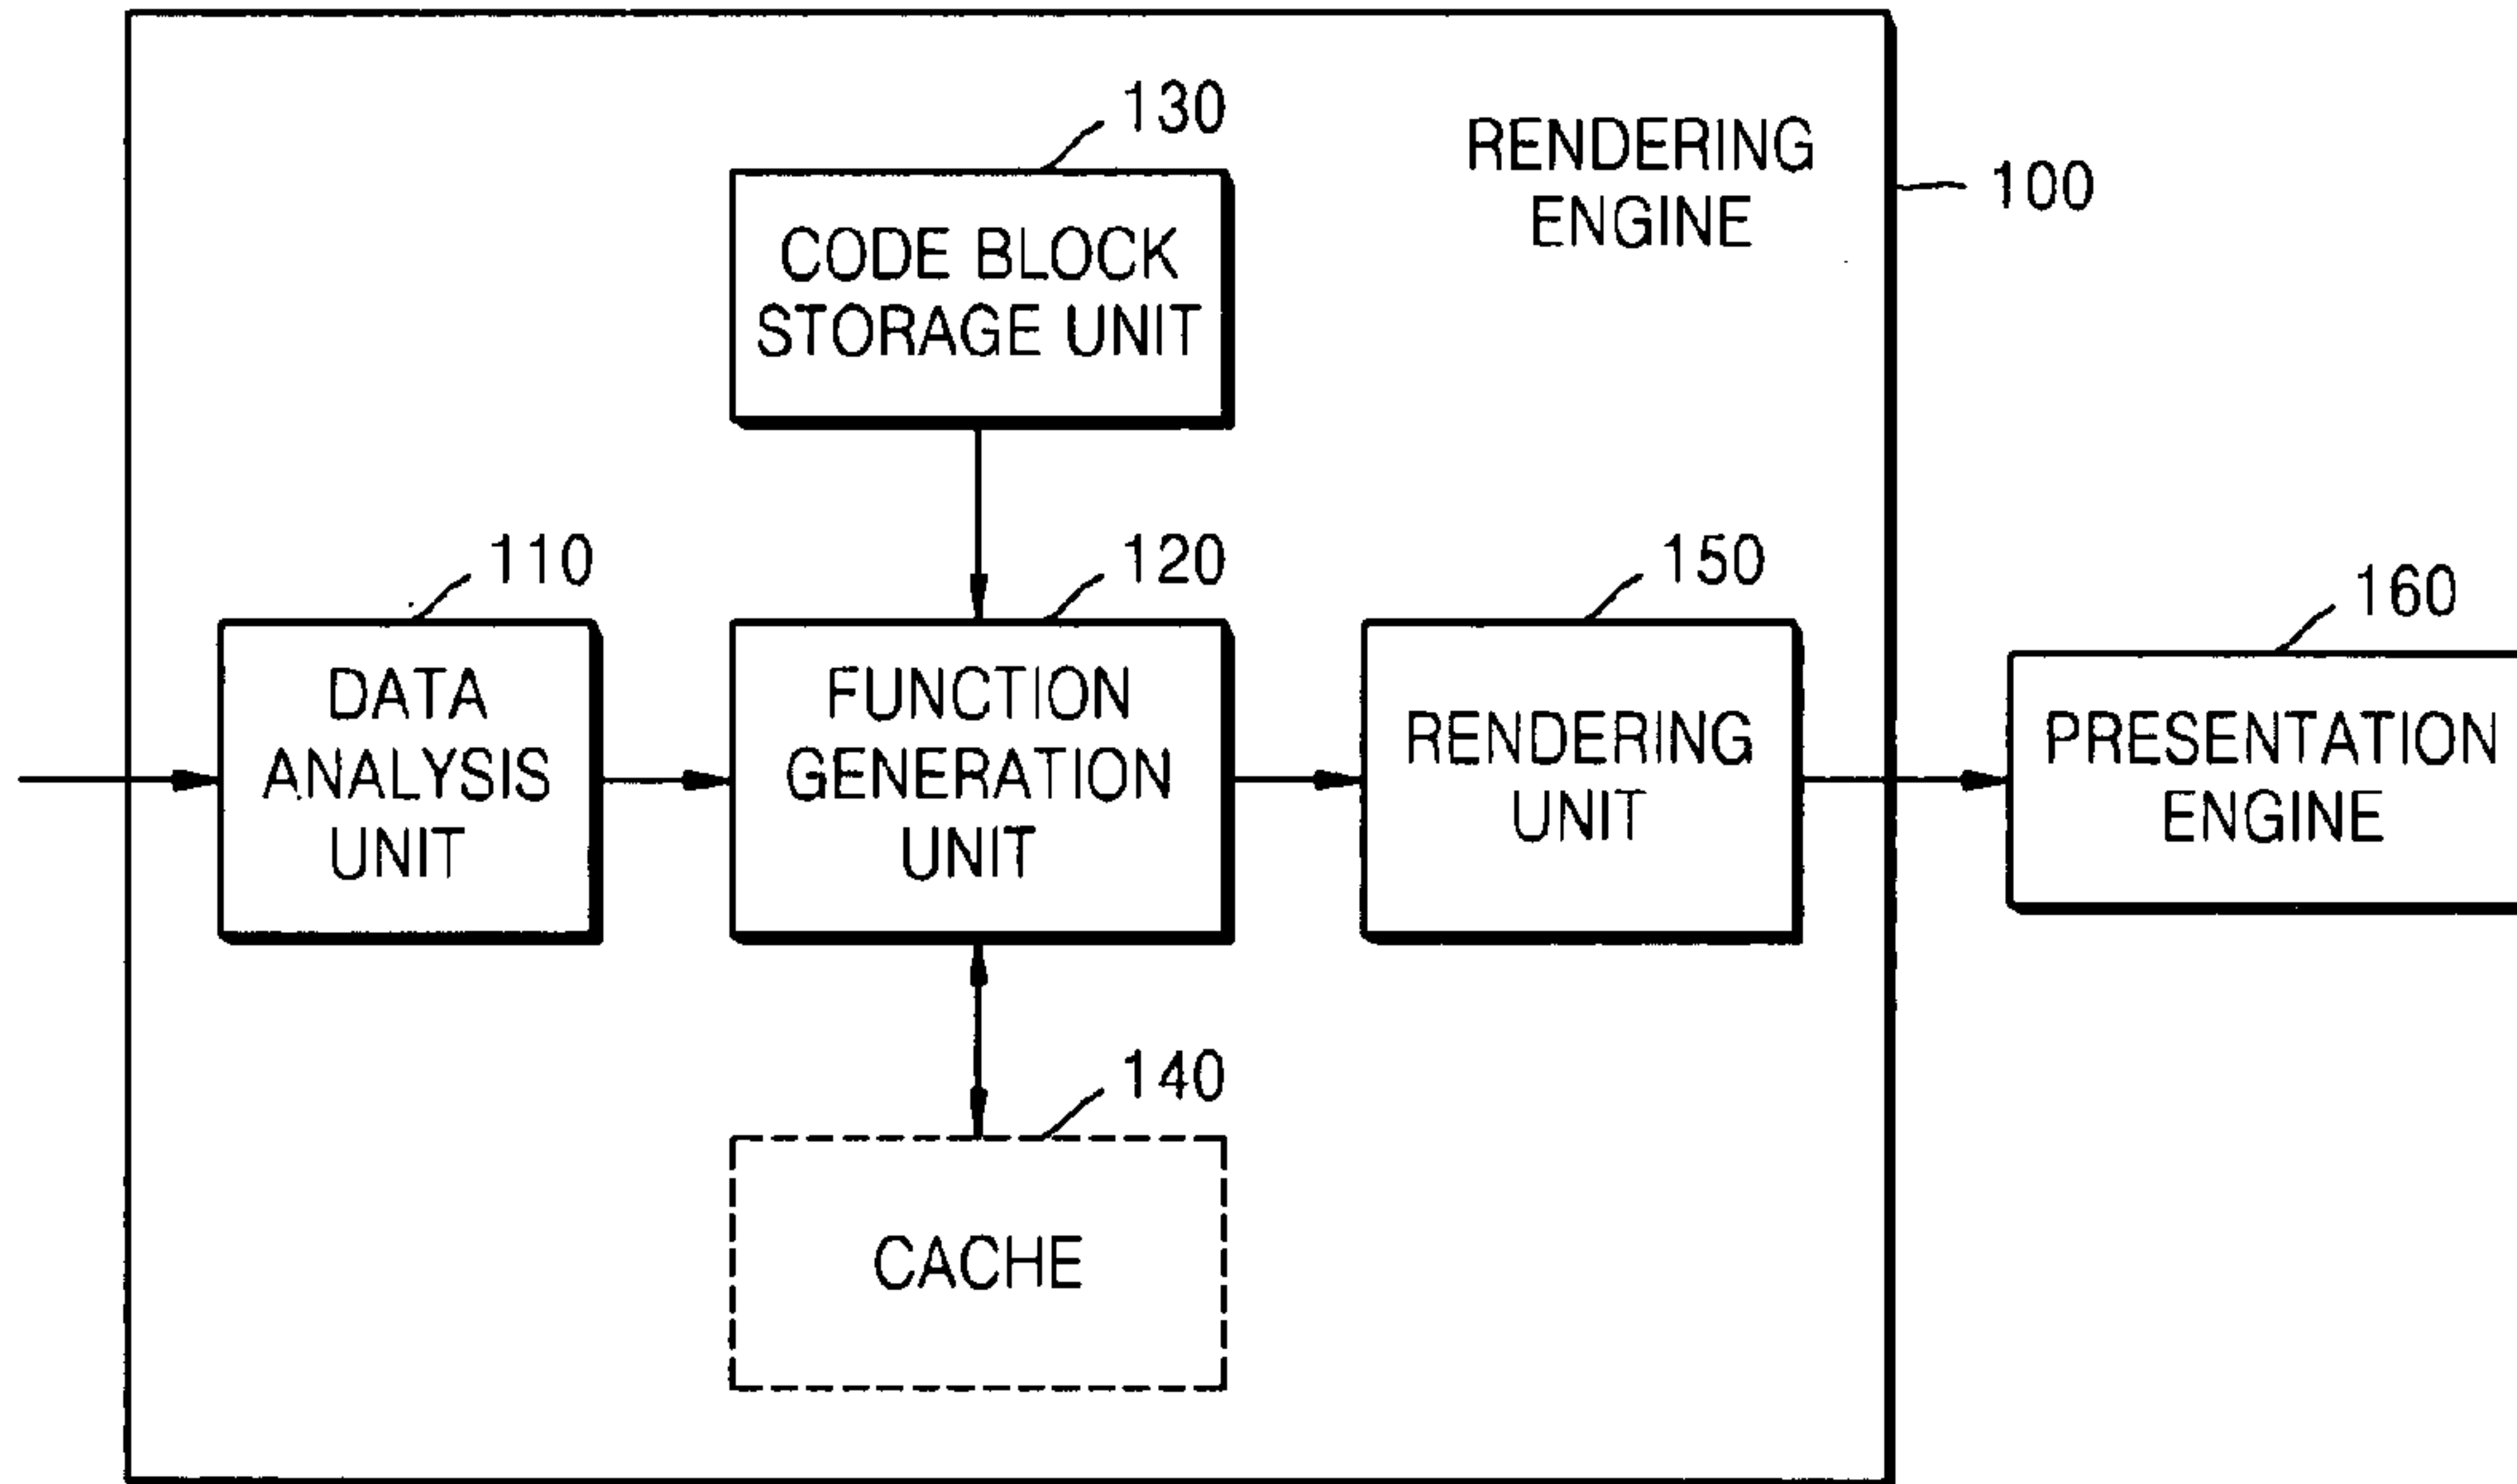 130
RENDERING
ENGINE
100
CODE BLOCK
STORAGE UNIT
110
120
150
160
DATA
ANALYSIS
UNIT
FUNCTION
GENERATION
UNIT
RENDERING
UNIT
PRESENTATION
ENGINE
140
CACHE